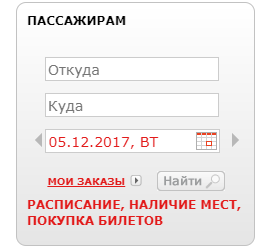 ПАССАЖИРАМ
Откуда
Куда
05.12.2017, ВТ
МОИ ЗАКАЗЫ
Найти
РАСПИСАНИЕ, НАЛИЧИЕ МЕСТ,
ПОКУПКА БИЛЕТОВ